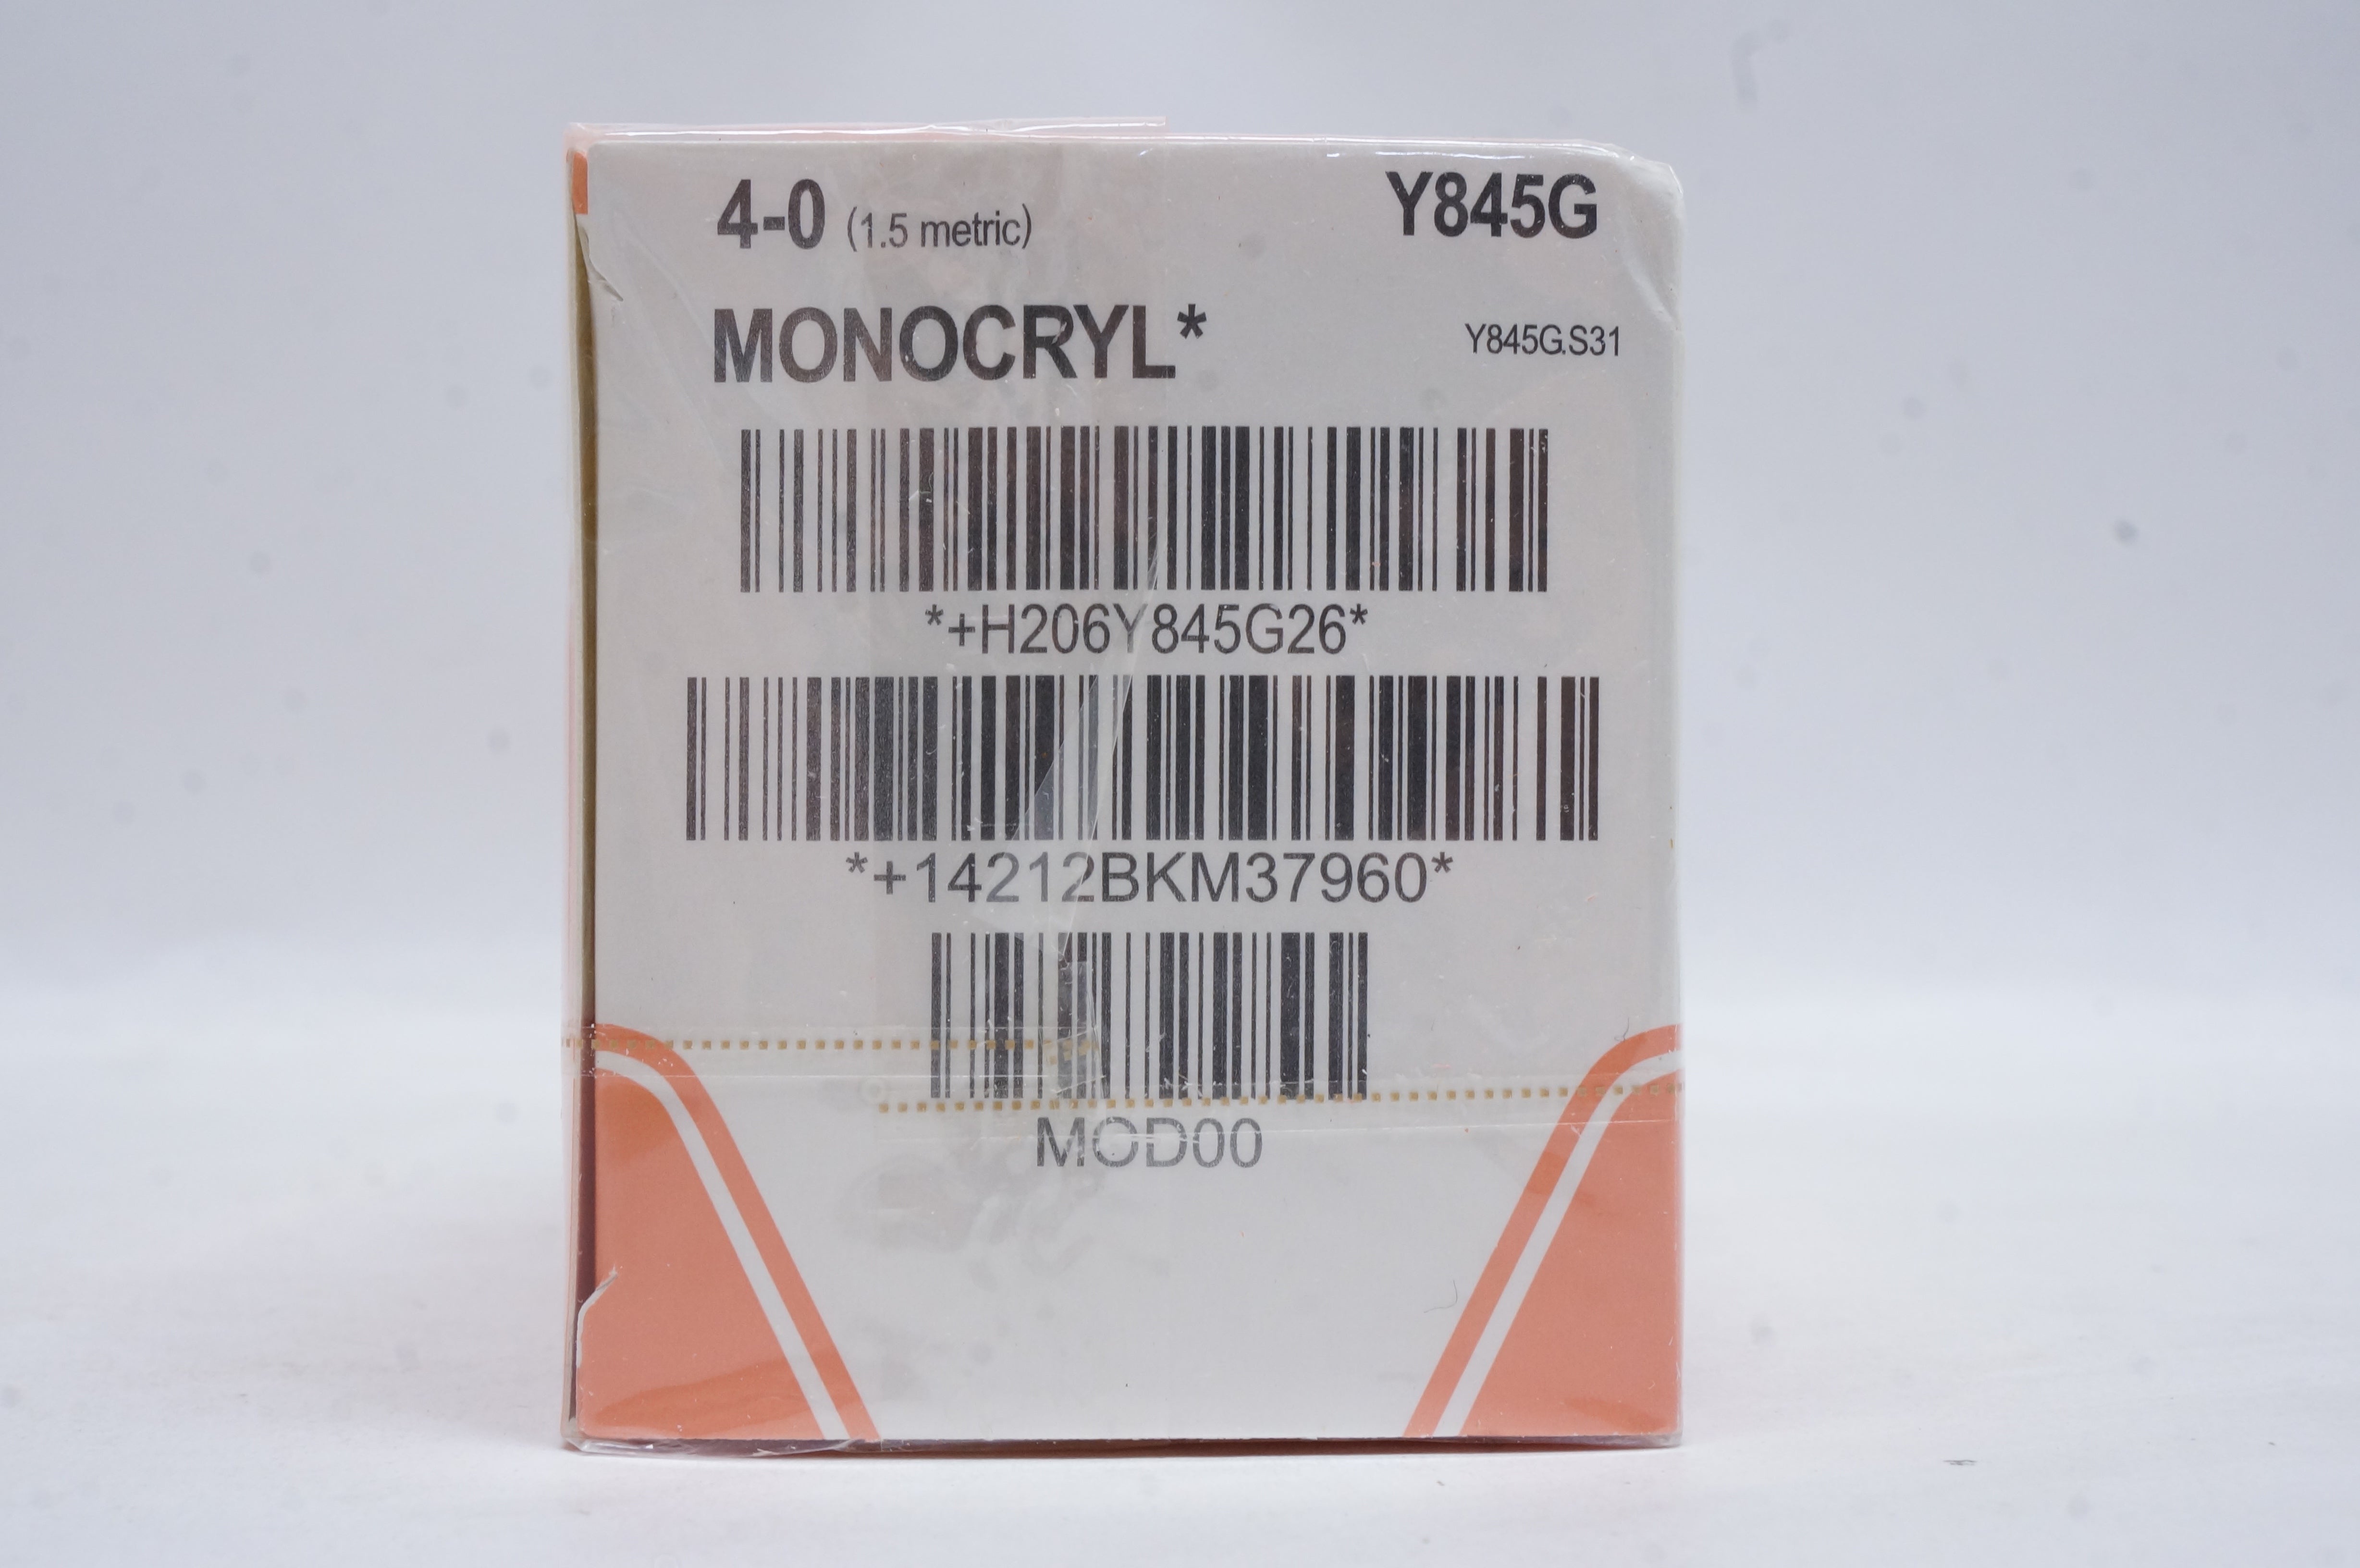 4-0 (1.5 metric) Y845G
MONOCRYL* Y845G.S31
*+H206Y845G26*
*+14212BKM37960*
MOD00